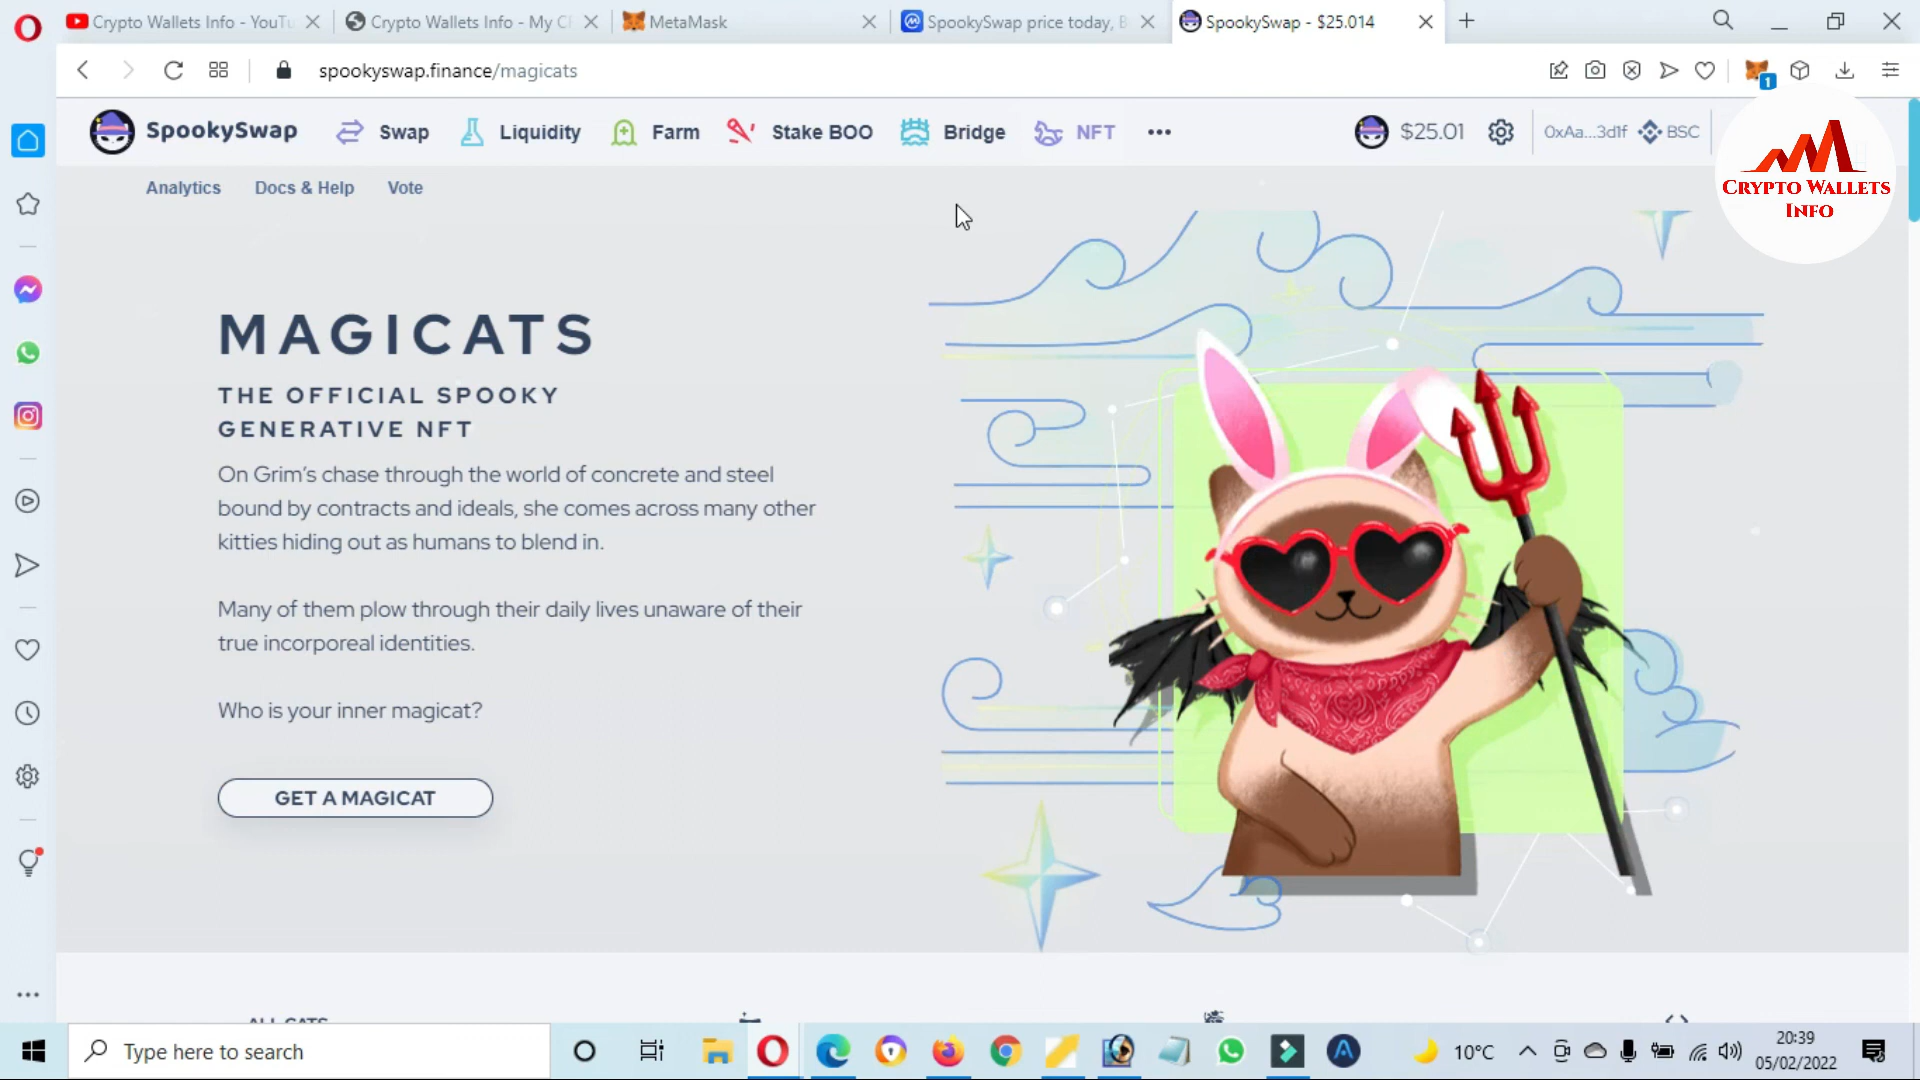 Crypto Wallets Info - YouTu
Crypto Wallets Info - My Cr
MetaMask
SpookySwap price today, B
SpookySwap - $25.014
spookyswap.finance/magicats
1
SpookySwap
Swap
Liquidity
Farm
Stake BOO
Bridge
NFT
$25.01
0xAa...3d1f
BSC
Analytics
Docs & Help
Vote
Crypto Wallets
Info
MAGICATS
THE OFFICIAL SPOOKY
GENERATIVE NFT
On Grim's chase through the world of concrete and steel
bound by contracts and ideals, she comes across many other
kitties hiding out as humans to blend in.
Many of them plow through their daily lives unaware of their
true incorporeal identities.
Who is your inner magicat?
GET A MAGICAT
ALL CATS
Type here to search
10°C
20:39
05/02/2022